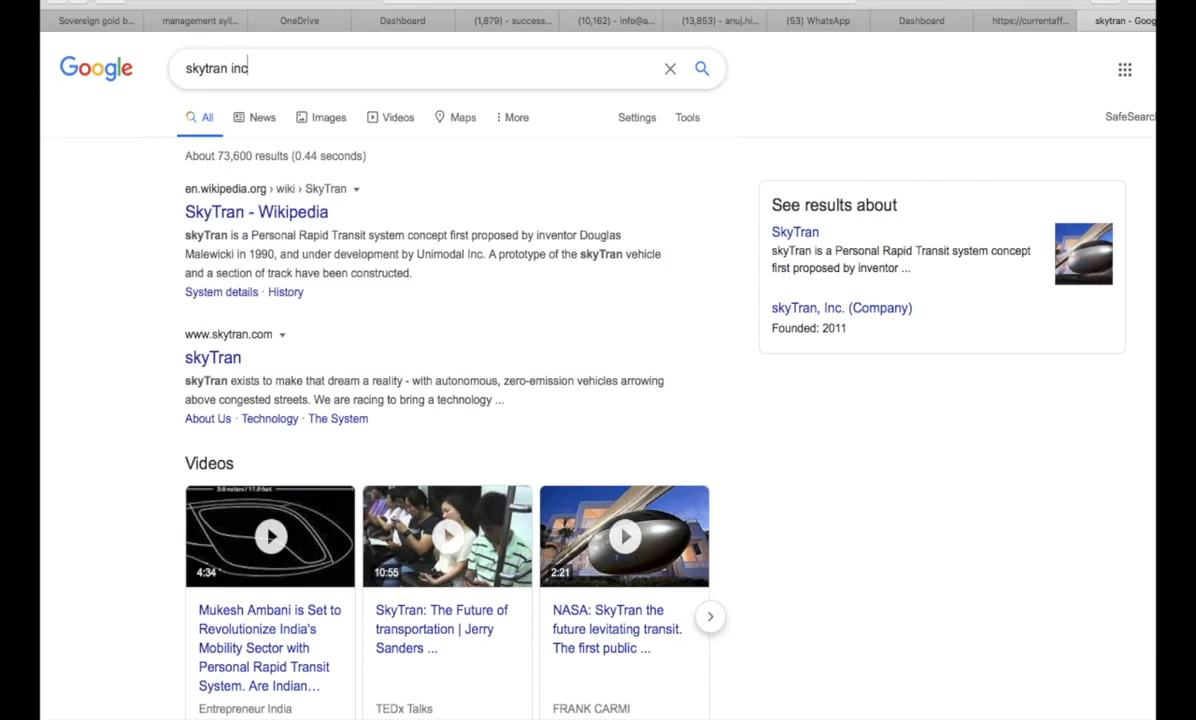 Sovereign gold b...
management syll...
OneDrive
Dashboard
(1,879) - success...
(10,162) - info@a...
(13,853) - anuj.hi...
(53) WhatsApp
Dashboard
https://currentaff...
skytran - Goog
Google
skytran inc
All
News
Images
Videos
Maps
More
Settings
Tools
SafeSearc
About 73,600 results (0.44 seconds)
en.wikipedia.org › wiki › SkyTran
SkyTran - Wikipedia
skyTran is a Personal Rapid Transit system concept first proposed by inventor Douglas
Malewicki in 1990, and under development by Unimodal Inc. A prototype of the skyTran vehicle
and a section of track have been constructed.
System details · History
www.skytran.com
skyTran
skyTran exists to make that dream a reality - with autonomous, zero-emission vehicles arrowing
above congested streets. We are racing to bring a technology ...
About Us · Technology · The System
See results about
SkyTran
skyTran is a Personal Rapid Transit system concept
first proposed by inventor ...
skyTran, Inc. (Company)
Founded: 2011
Videos
4:34
Mukesh Ambani is Set to
Revolutionize India's
Mobility Sector with
Personal Rapid Transit
System. Are Indian...
Entrepreneur India
10:55
SkyTran: The Future of
transportation | Jerry
Sanders ...
TEDx Talks
2:21
NASA: SkyTran the
future levitating transit.
The first public ...
FRANK CARMI